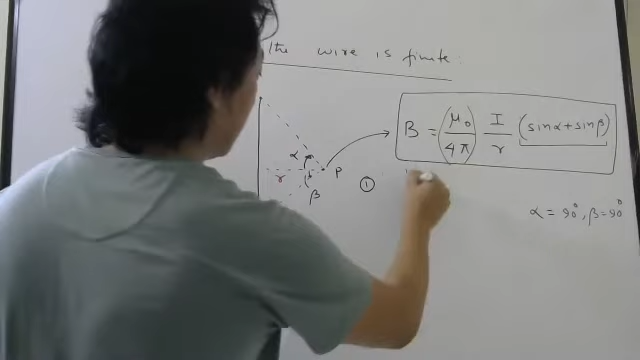 the wire is finite:
B = (μ₀/4π) I/r (sinα + sinβ)
α
r
P
β
①
α = 90°, β = 90°